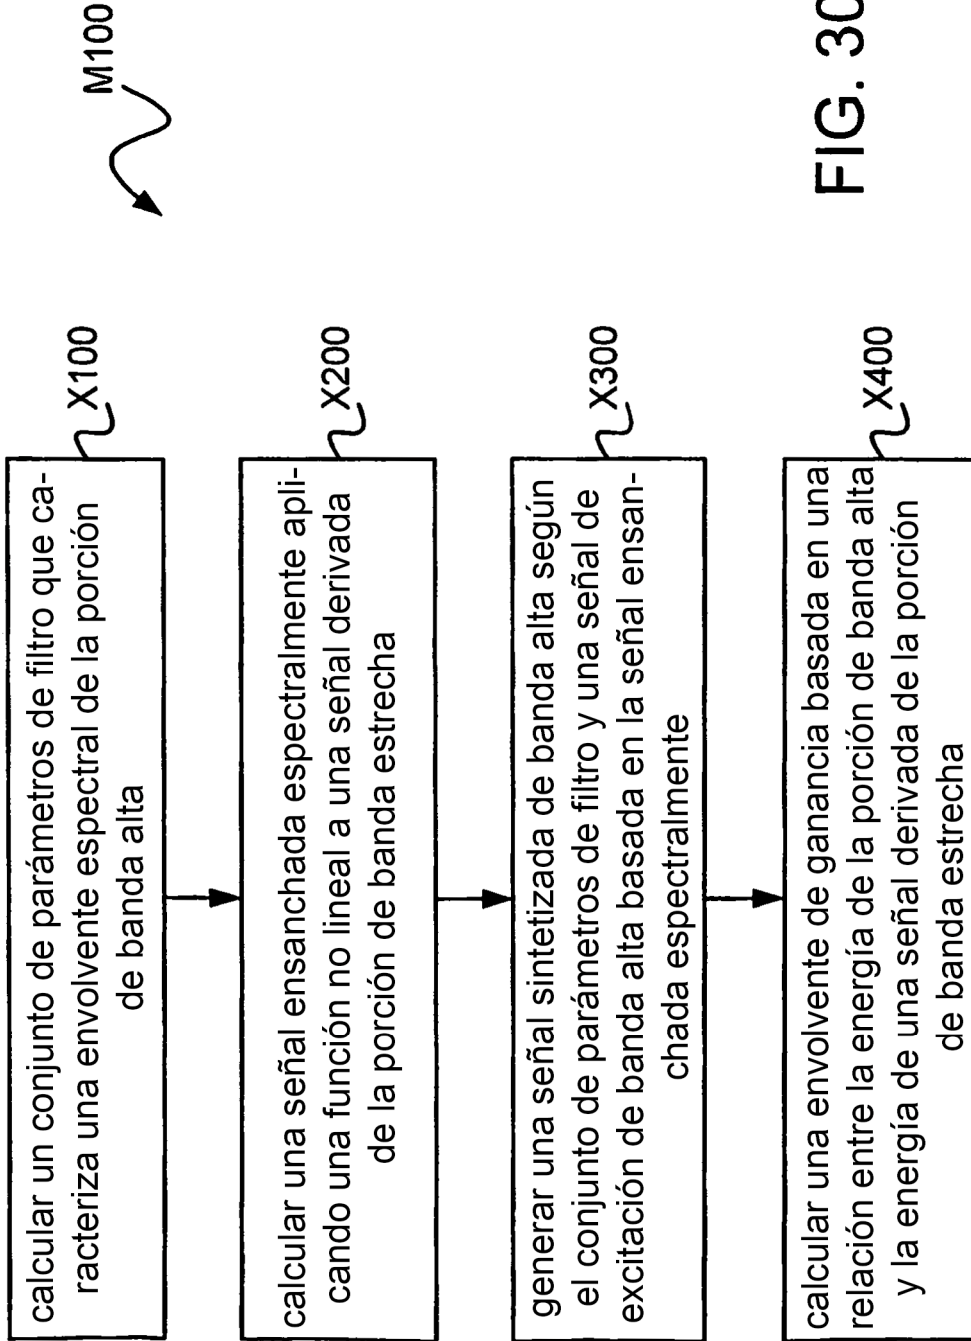 M100
X100
calcular un conjunto de parámetros de filtro que ca-
racteriza una envolvente espectral de la porción
de banda alta
X200
calcular una señal ensanchada espectralmente apli-
cando una función no lineal a una señal derivada
de la porción de banda estrecha
X300
generar una señal sintetizada de banda alta según
el conjunto de parámetros de filtro y una señal de
excitación de banda alta basada en la señal ensan-
chada espectralmente
X400
calcular una envolvente de ganancia basada en una
relación entre la energía de la porción de banda alta
y la energía de una señal derivada de la porción
de banda estrecha
FIG. 30